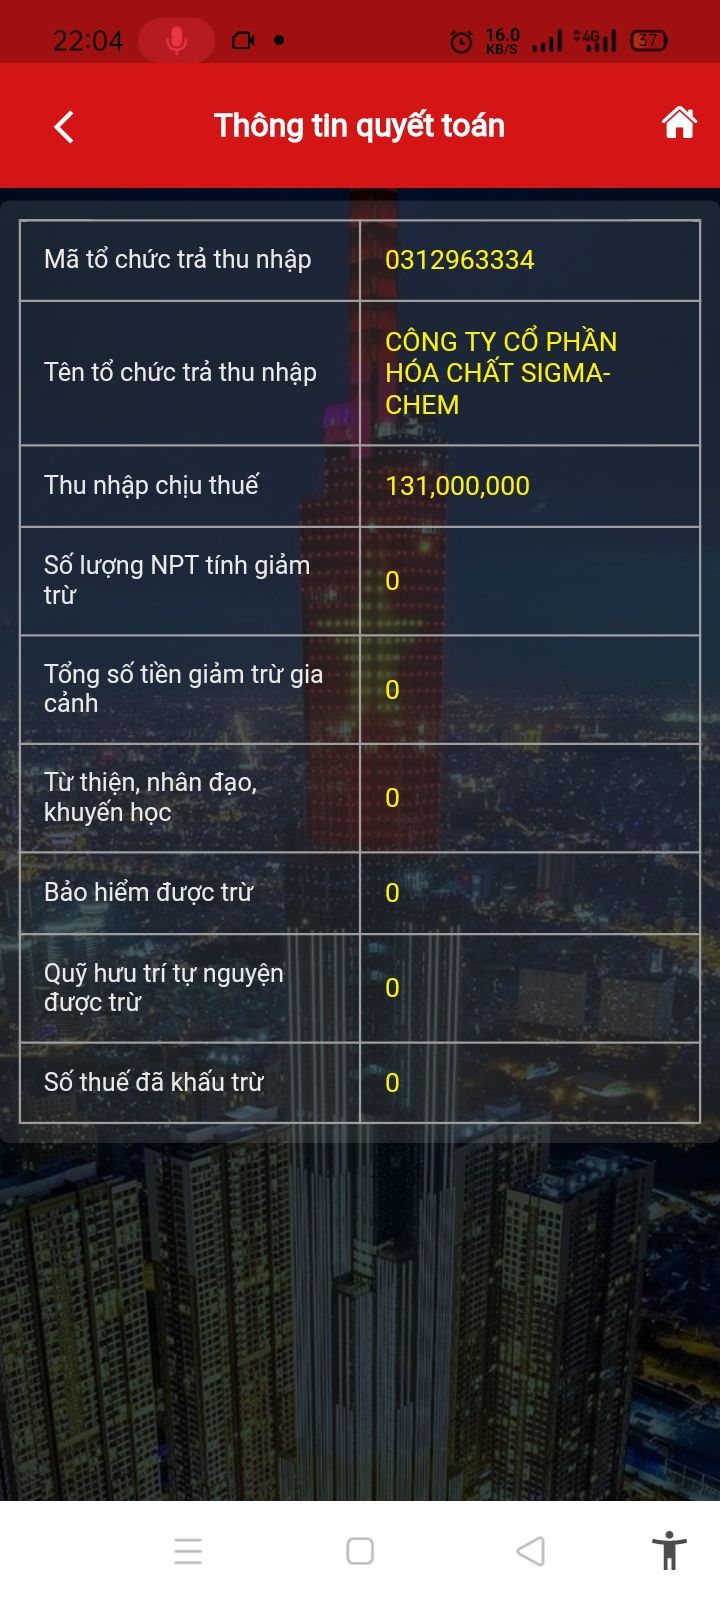 22:04
16.0
KB/S
4G
37
Thông tin quyết toán
Mã tổ chức trả thu nhập
0312963334
Tên tổ chức trả thu nhập
CÔNG TY CỔ PHẦN
HÓA CHẤT SIGMA-
CHEM
Thu nhập chịu thuế
131,000,000
Số lượng NPT tính giảm
trừ
0
Tổng số tiền giảm trừ gia
cảnh
0
Từ thiện, nhân đạo,
khuyến học
0
Bảo hiểm được trừ
0
Quỹ hưu trí tự nguyện
được trừ
0
Số thuế đã khấu trừ
0